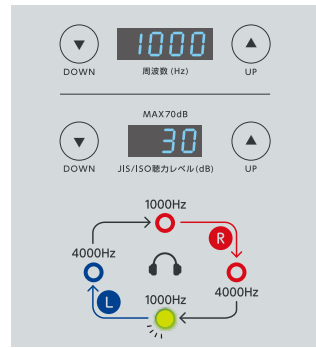 1000
DOWN 周波数 (Hz) UP
MAX70dB
30
DOWN JIS/ISO聴力レベル(dB) UP
1000Hz
R
4000Hz
4000Hz
L
1000Hz